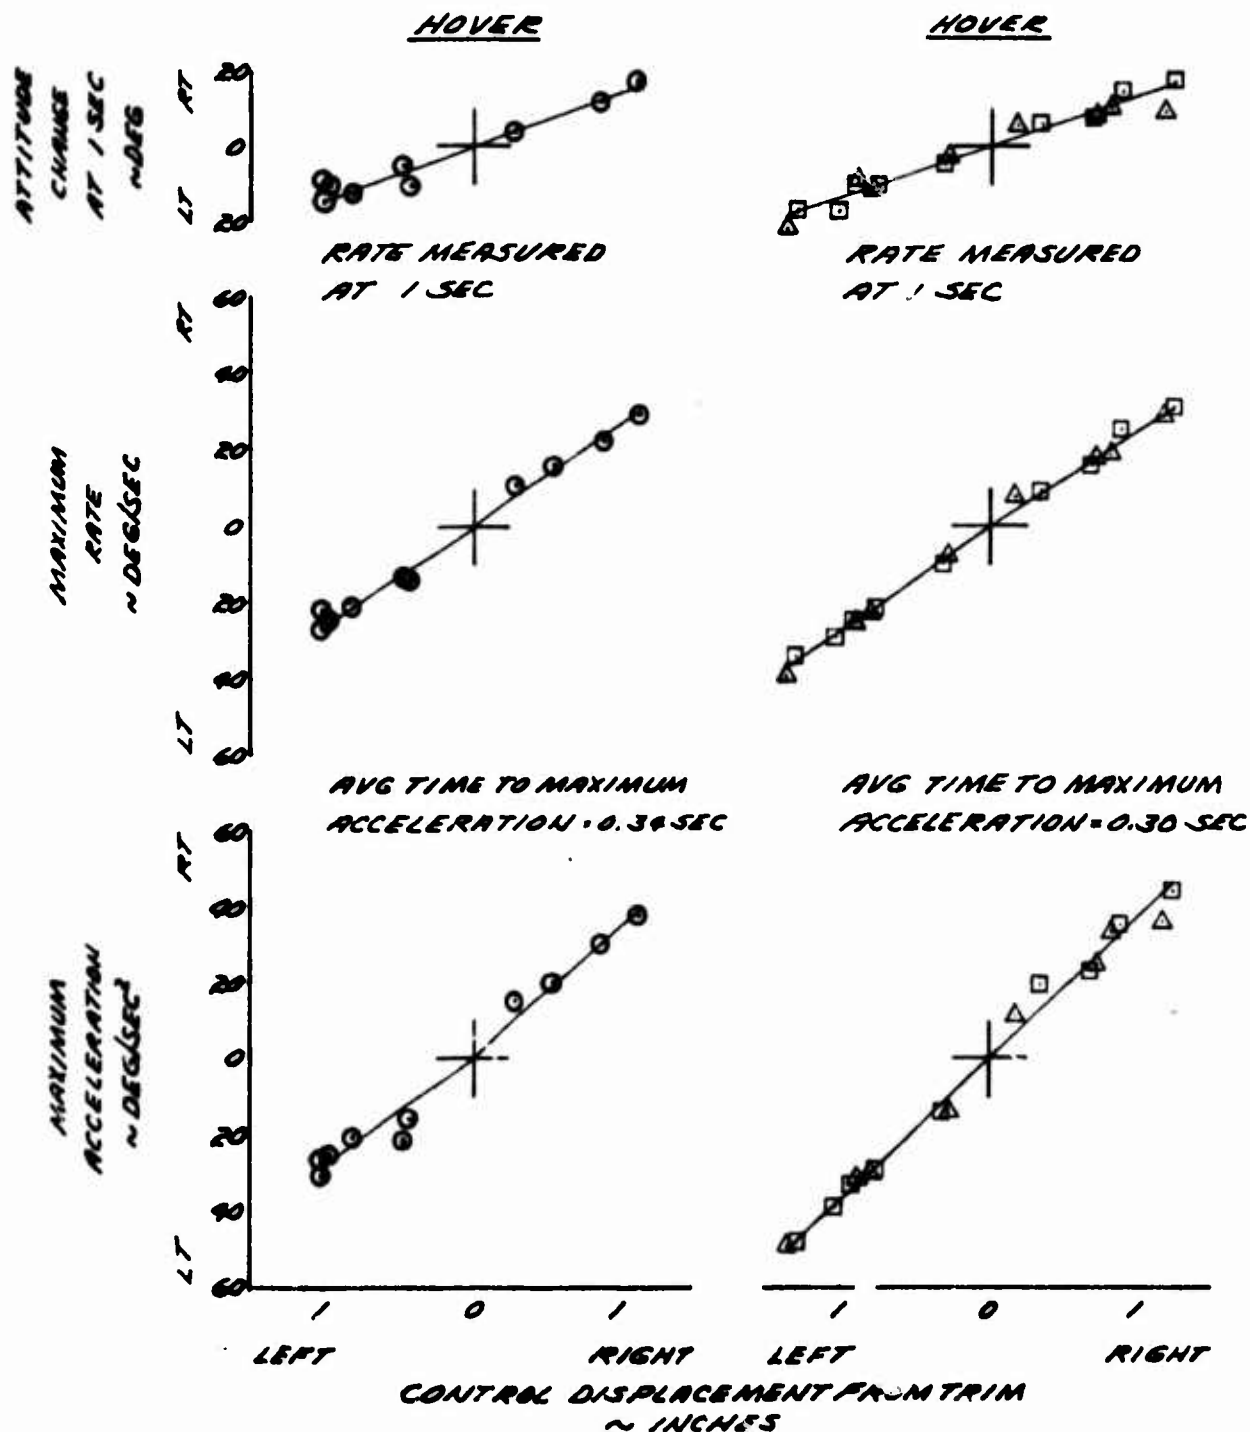 HOVER
HOVER
ATTITUDE
CHANGE
AT 1 SEC
~DEG
RT
LT
20
0
20
RATE MEASURED
AT 1 SEC
RATE MEASURED
AT 1 SEC
MAXIMUM
RATE
~DEG/SEC
RT
LT
60
40
20
0
20
40
60
AVG TIME TO MAXIMUM
ACCELERATION = 0.34 SEC
AVG TIME TO MAXIMUM
ACCELERATION = 0.30 SEC
MAXIMUM
ACCELERATION
~DEG/SEC²
RT
LT
60
40
20
0
20
40
60
1 0 1
1 0 1
LEFT RIGHT
LEFT RIGHT
CONTROL DISPLACEMENT FROM TRIM
~ INCHES